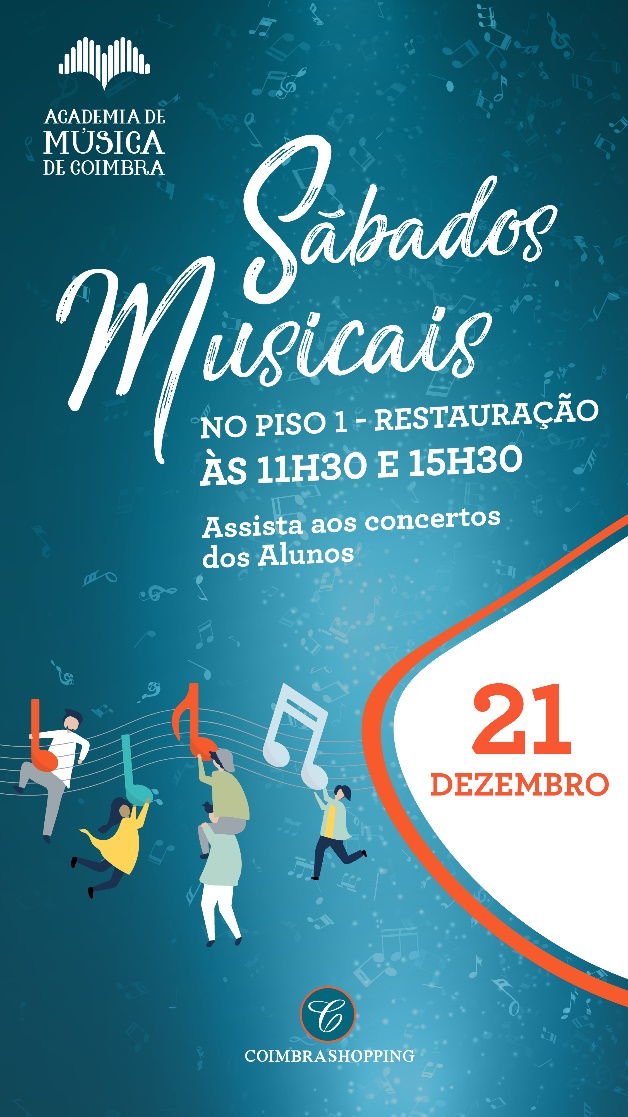 ACADEMIA DE
MÚSICA
DE COIMBRA
Sábados
Musicais
NO PISO 1 - RESTAURAÇÃO
ÀS 11H30 E 15H30
Assista aos concertos
dos Alunos
21
DEZEMBRO
C
COIMBRASHOPPING